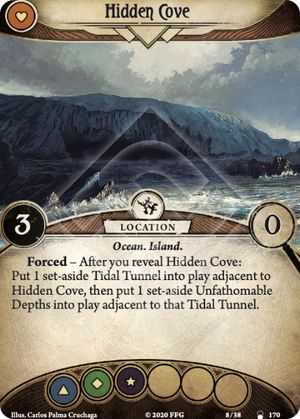 Hidden Cove
3
LOCATION
0
Ocean. Island.
Forced – After you reveal Hidden Cove:
Put 1 set-aside Tidal Tunnel into play adjacent to
Hidden Cove, then put 1 set-aside Unfathomable
Depths into play adjacent to that Tidal Tunnel.
Illus. Carlos Palma Cruchaga © 2020 FFG 8/38 170